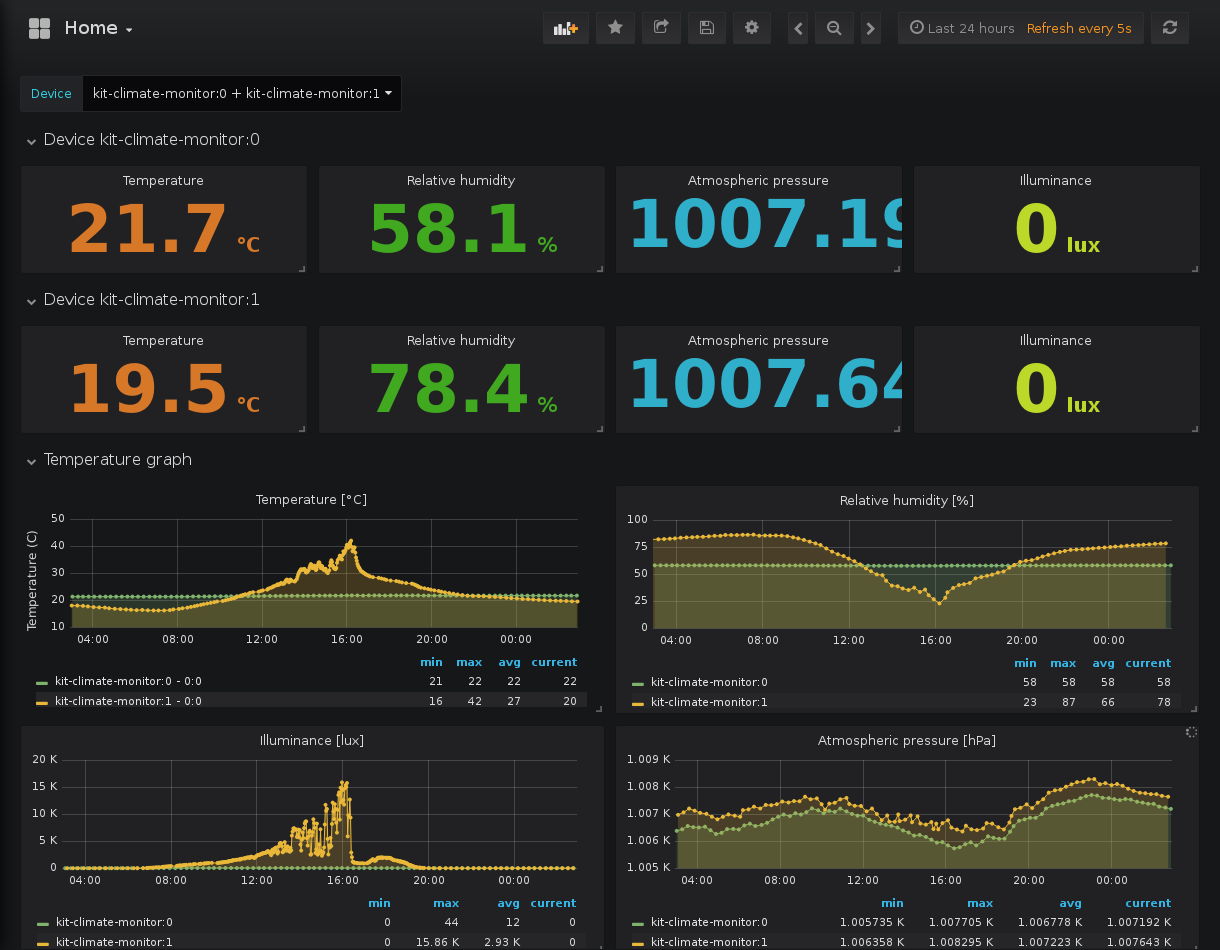 Home
Last 24 hours Refresh every 5s
Device kit-climate-monitor:0 + kit-climate-monitor:1
Device kit-climate-monitor:0
Temperature Relative humidity Atmospheric pressure Illuminance
21.7 °C 58.1 % 1007.19 0 lux
Device kit-climate-monitor:1
Temperature Relative humidity Atmospheric pressure Illuminance
19.5 °C 78.4 % 1007.64 0 lux
Temperature graph
Temperature [°C]
Temperature (C)
50
40
30
20
10
04:00 08:00 12:00 16:00 20:00 00:00
min max avg current
kit-climate-monitor:0 - 0:0 21 22 22 22
kit-climate-monitor:1 - 0:0 16 42 27 20
Relative humidity [%]
100
75
50
25
0
04:00 08:00 12:00 16:00 20:00 00:00
min max avg current
kit-climate-monitor:0 58 58 58 58
kit-climate-monitor:1 23 87 66 78
Illuminance [lux]
20 K
15 K
10 K
5 K
0
04:00 08:00 12:00 16:00 20:00 00:00
min max avg current
kit-climate-monitor:0 0 44 12 0
kit-climate-monitor:1 0 15.86 K 2.93 K 0
Atmospheric pressure [hPa]
1.009 K
1.008 K
1.007 K
1.006 K
1.005 K
04:00 08:00 12:00 16:00 20:00 00:00
min max avg current
kit-climate-monitor:0 1.005735 K 1.007705 K 1.006778 K 1.007192 K
kit-climate-monitor:1 1.006358 K 1.008295 K 1.007223 K 1.007643 K